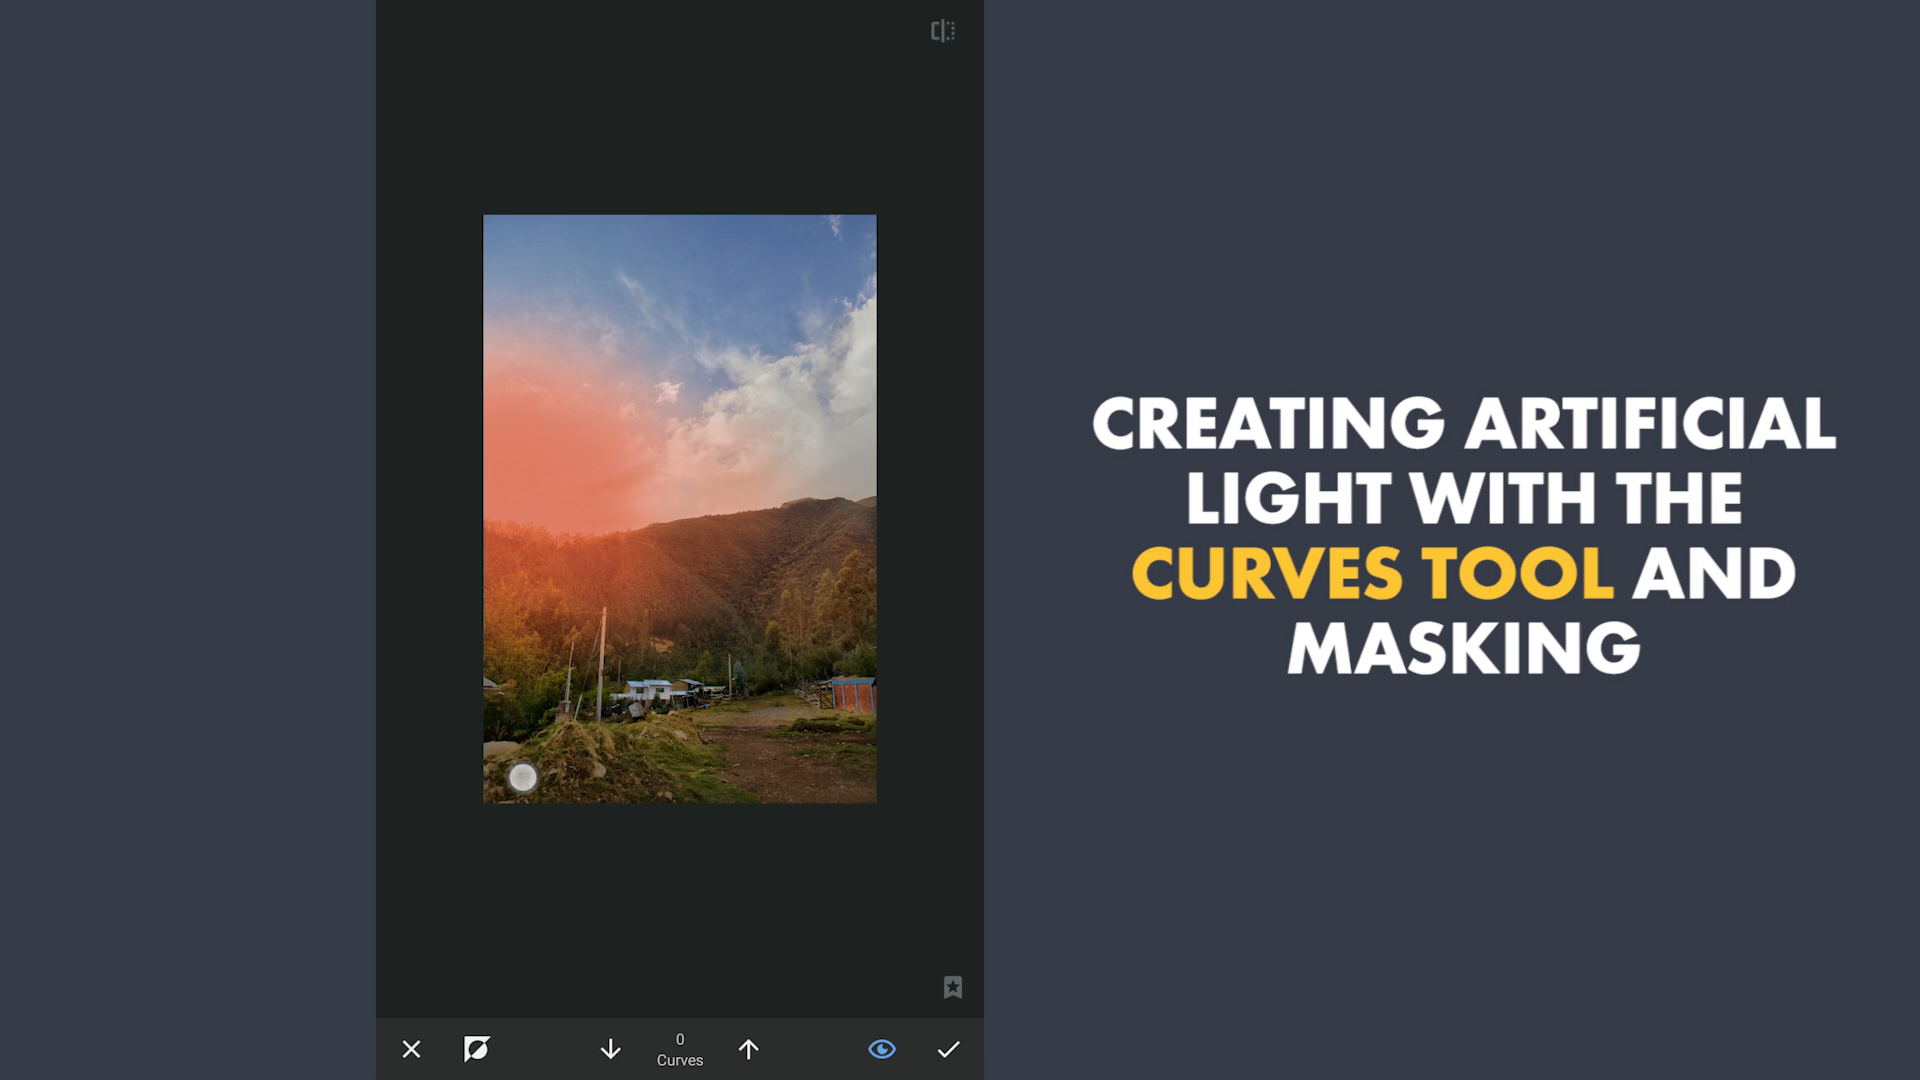 CREATING ARTIFICIAL
LIGHT WITH THE
CURVES TOOL AND
MASKING
0
Curves